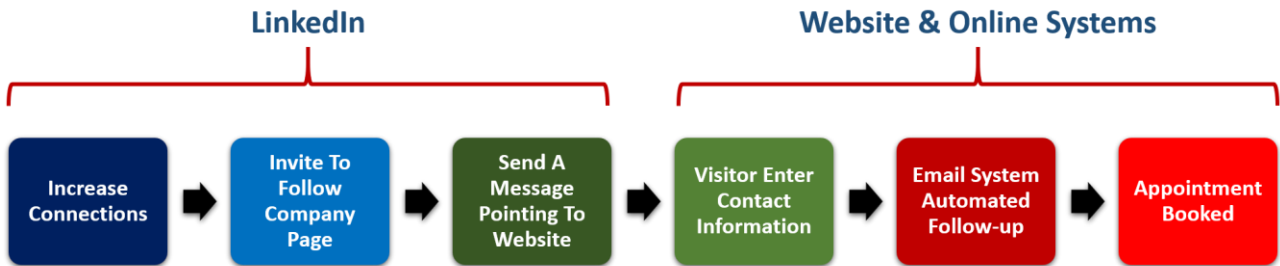 LinkedIn
Website & Online Systems
Increase
Connections
Invite To
Follow
Company
Page
Send A
Message
Pointing To
Website
Visitor Enter
Contact
Information
Email System
Automated
Follow-up
Appointment
Booked